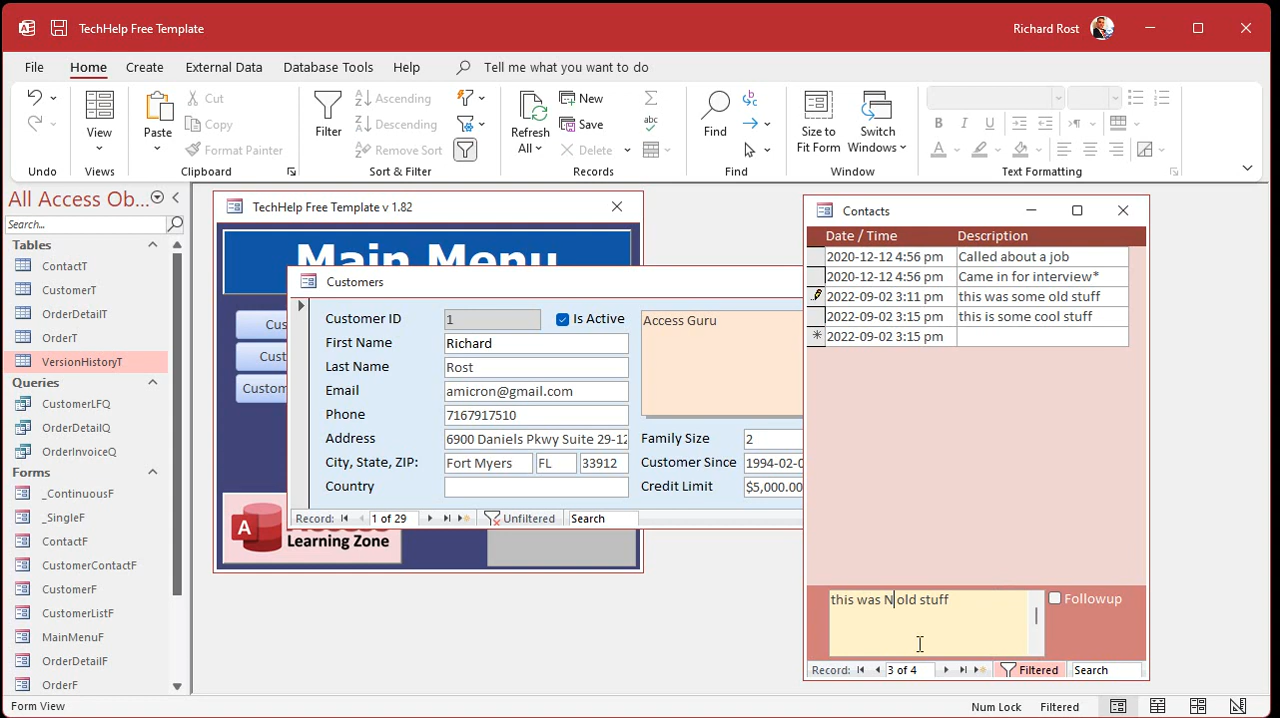 TechHelp Free Template
Richard Rost
File Home Create External Data Database Tools Help Tell me what you want to do
View
Paste
Cut
Copy
Format Painter
Filter
Ascending
Descending
Remove Sort
Refresh All
New
Save
Delete
Find
Size to Fit Form
Switch Windows
Undo Views Clipboard Sort & Filter Records Find Window Text Formatting
All Access Ob...
Search...
Tables
ContactT
CustomerT
OrderDetailT
OrderT
VersionHistoryT
Queries
CustomerLFQ
OrderDetailQ
OrderInvoiceQ
Forms
_ContinuousF
_SingleF
ContactF
CustomerContactF
CustomerF
CustomerListF
MainMenuF
OrderDetailF
OrderF
TechHelp Free Template v 1.82
Main Menu
Cus
Cust
Custom
Learning Zone
Customers
Customer ID 1 Is Active
First Name Richard
Last Name Rost
Email amicron@gmail.com
Phone 7167917510
Address 6900 Daniels Pkwy Suite 29-12
City, State, ZIP: Fort Myers FL 33912
Country
Access Guru
Family Size 2
Customer Since 1994-02-0
Credit Limit $5,000.00
Record: 1 of 29 Unfiltered Search
Contacts
Date / Time Description
2020-12-12 4:56 pm Called about a job
2020-12-12 4:56 pm Came in for interview*
2022-09-02 3:11 pm this was some old stuff
2022-09-02 3:15 pm this is some cool stuff
2022-09-02 3:15 pm
this was N old stuff
Followup
Record: 3 of 4 Filtered Search
Form View
Num Lock Filtered